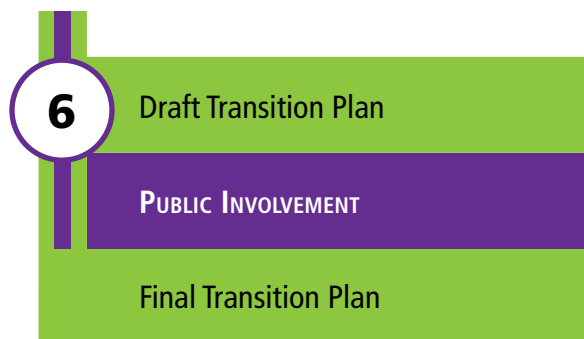 6
Draft Transition Plan
PUBLIC INVOLVEMENT
Final Transition Plan